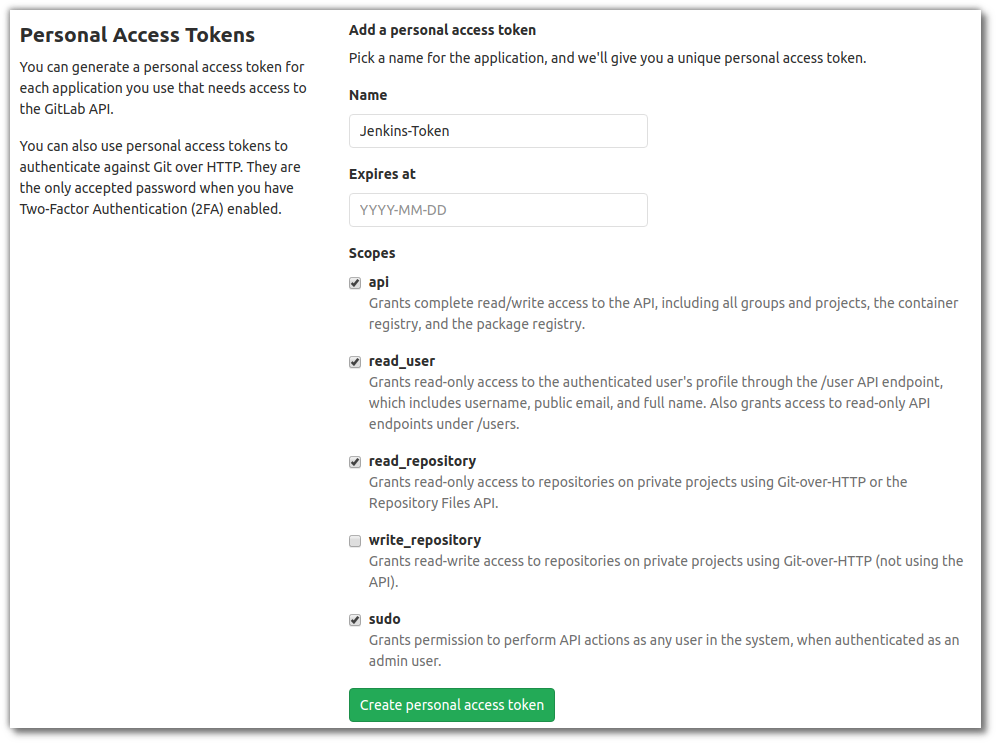 Personal Access Tokens
You can generate a personal access token for
each application you use that needs access to
the GitLab API.
You can also use personal access tokens to
authenticate against Git over HTTP. They are
the only accepted password when you have
Two-Factor Authentication (2FA) enabled.
Add a personal access token
Pick a name for the application, and we'll give you a unique personal access token.
Name
Jenkins-Token
Expires at
YYYY-MM-DD
Scopes
api
Grants complete read/write access to the API, including all groups and projects, the container
registry, and the package registry.
read_user
Grants read-only access to the authenticated user's profile through the /user API endpoint,
which includes username, public email, and full name. Also grants access to read-only API
endpoints under /users.
read_repository
Grants read-only access to repositories on private projects using Git-over-HTTP or the
Repository Files API.
write_repository
Grants read-write access to repositories on private projects using Git-over-HTTP (not using the
API).
sudo
Grants permission to perform API actions as any user in the system, when authenticated as an
admin user.
Create personal access token